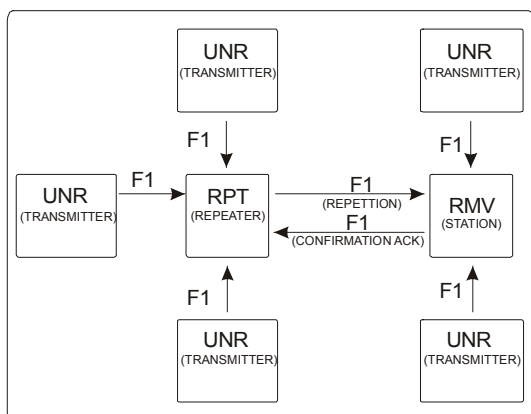 UNR
(TRANSMITTER)
UNR
(TRANSMITTER)
F1
F1
UNR
(TRANSMITTER)
F1
RPT
(REPEATER)
F1
(REPETTION)
F1
(CONFIRMATION ACK)
RMV
(STATION)
F1
F1
UNR
(TRANSMITTER)
UNR
(TRANSMITTER)